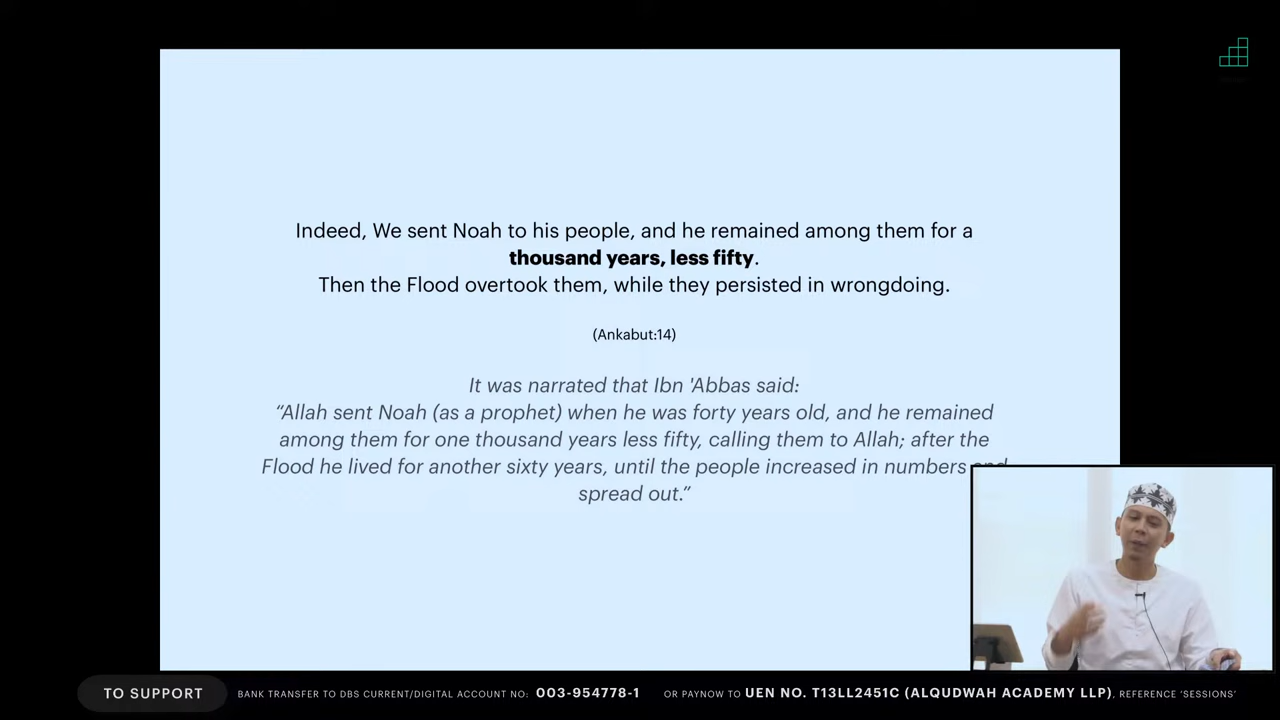 Indeed, We sent Noah to his people, and he remained among them for a
thousand years, less fifty.
Then the Flood overtook them, while they persisted in wrongdoing.
(Ankabut:14)
It was narrated that Ibn 'Abbas said:
“Allah sent Noah (as a prophet) when he was forty years old, and he remained
among them for one thousand years less fifty, calling them to Allah; after the
Flood he lived for another sixty years, until the people increased in numbers and
spread out.”
TO SUPPORT BANK TRANSFER TO DBS CURRENT/DIGITAL ACCOUNT NO: 003-954778-1 OR PAYNOW TO UEN NO. T13LL2451C (ALQUDWAH ACADEMY LLP), REFERENCE ‘SESSIONS’